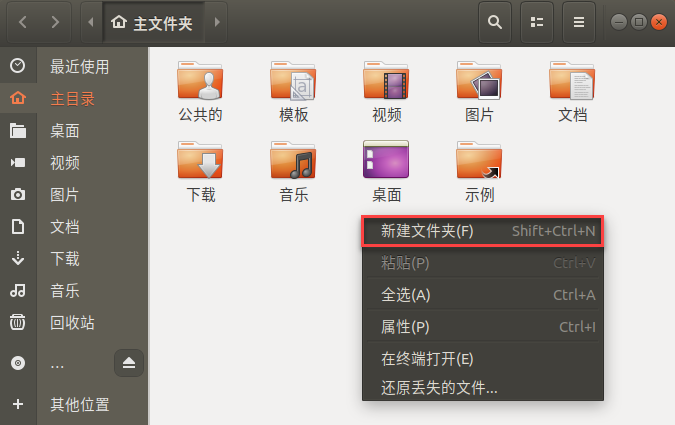 主文件夹
最近使用
主目录
桌面
视频
图片
文档
下载
音乐
回收站
...
其他位置
公共的 模板 视频 图片 文档
下载 音乐 桌面 示例
新建文件夹(F) Shift+Ctrl+N
粘贴(P) Ctrl+V
全选(A) Ctrl+A
属性(P) Ctrl+I
在终端打开(E)
还原丢失的文件...